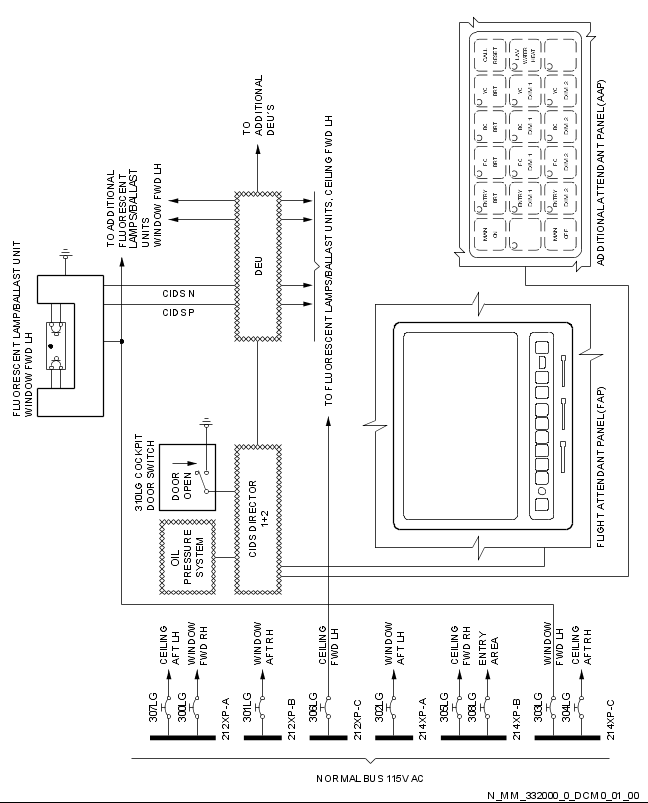 FLUORESCENT LAMP/BALLAST UNIT
WINDOW FWD LH
CIDS N
CIDS P
TO ADDITIONAL
FLUORESCENT
LAMPS/BALLAST
UNITS
WINDOW FWD LH
TO
ADDITIONAL
DEU'S
DEU
TO FLUORESCENT LAMPS/BALLAST UNITS, CEILING FWD LH
310LG COCKPIT
DOOR SWITCH
DOOR
OPEN
OIL
PRESSURE
SYSTEM
CIDS DIRECTOR
1+2
MAIN
ON
ENTRY
BRT
FC
BRT
BC
BRT
YC
BRT
CALL
RESET
ENTRY
DIM 1
FC
DIM 1
BC
DIM 1
YC
DIM 1
LAV
WATER
HEAT
MAIN
OFF
ENTRY
DIM 2
FC
DIM 2
BC
DIM 2
YC
DIM 2
ADDITIONAL ATTENDANT PANEL(AAP)
FLIGHT ATTENDANT PANEL(FAP)
CEILING
AFT LH
WINDOW
FWD RH
WINDOW
AFT RH
CEILING
FWD LH
WINDOW
AFT LH
CEILING
FWD RH
ENTRY
AREA
WINDOW
FWD LH
CEILING
AFT RH
307LG
300LG
212XP-A
301LG
212XP-B
306LG
212XP-C
302LG
214XP-A
305LG
308LG
214XP-B
303LG
304LG
214XP-C
NORMAL BUS 115V AC
N_MM_332000_0_DCM0_01_00